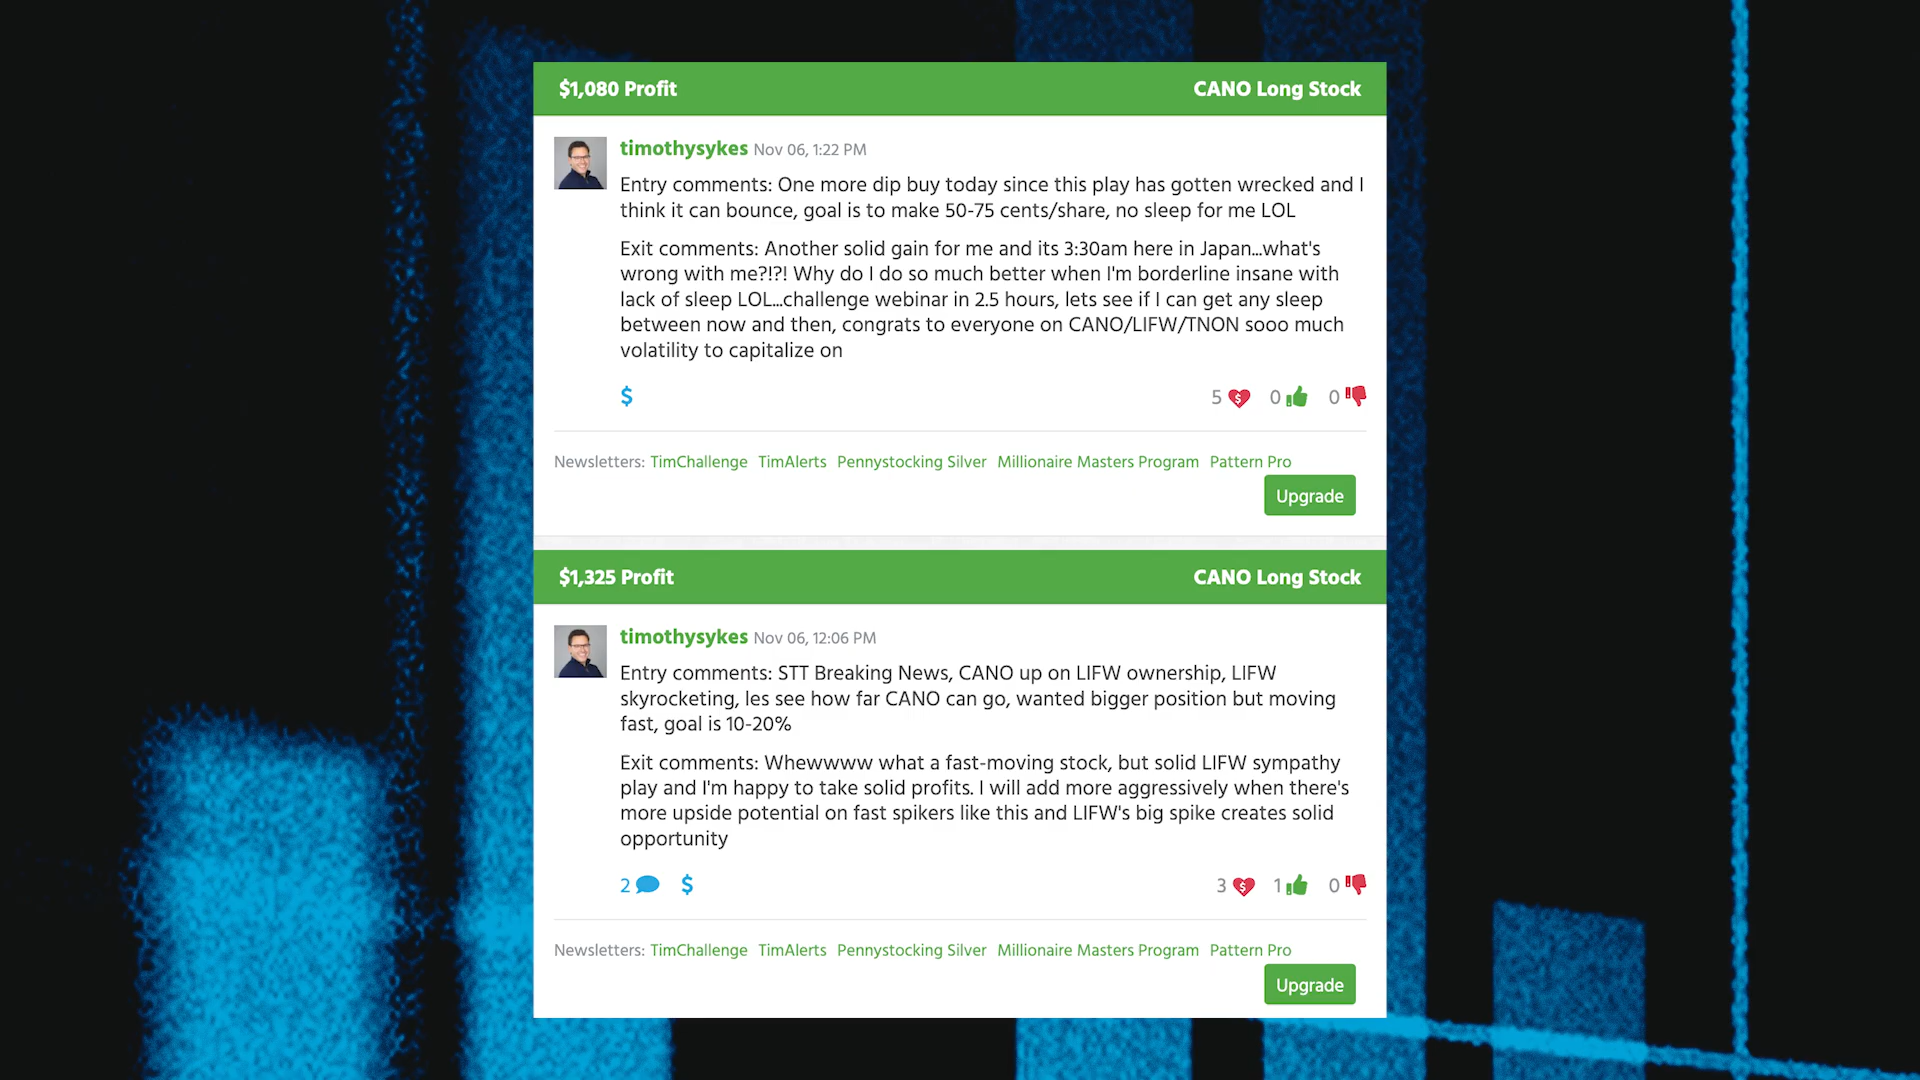 $1,080 Profit
CANO Long Stock
timothysykes Nov 06, 1:22 PM
Entry comments: One more dip buy today since this play has gotten wrecked and I
think it can bounce, goal is to make 50-75 cents/share, no sleep for me LOL
Exit comments: Another solid gain for me and its 3:30am here in Japan...what's
wrong with me?!?! Why do I do so much better when I'm borderline insane with
lack of sleep LOL...challenge webinar in 2.5 hours, lets see if I can get any sleep
between now and then, congrats to everyone on CANO/LIFW/TNON sooo much
volatility to capitalize on
$
5 $ 0 0
Newsletters: TimChallenge TimAlerts Pennystocking Silver Millionaire Masters Program Pattern Pro
Upgrade
$1,325 Profit
CANO Long Stock
timothysykes Nov 06, 12:06 PM
Entry comments: STT Breaking News, CANO up on LIFW ownership, LIFW
skyrocketing, les see how far CANO can go, wanted bigger position but moving
fast, goal is 10-20%
Exit comments: Whewwww what a fast-moving stock, but solid LIFW sympathy
play and I'm happy to take solid profits. I will add more aggressively when there's
more upside potential on fast spikers like this and LIFW's big spike creates solid
opportunity
2 $
3 $ 1 0
Newsletters: TimChallenge TimAlerts Pennystocking Silver Millionaire Masters Program Pattern Pro
Upgrade